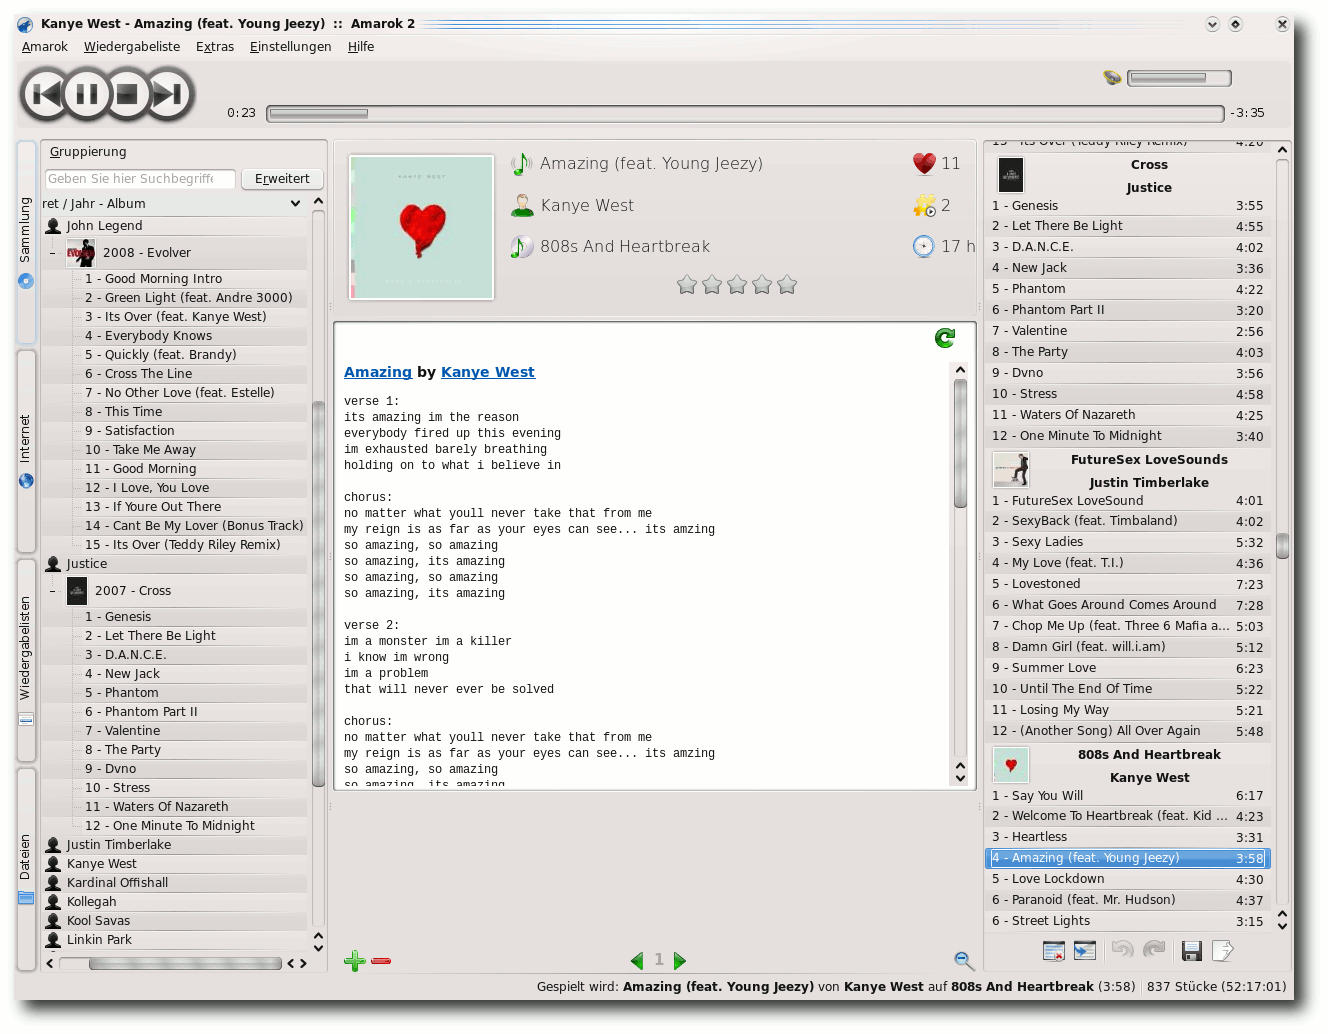 Kanye West - Amazing (feat. Young Jeezy) :: Amarok 2
Amarok Wiedergabeliste Extras Einstellungen Hilfe
0:23 -3:35
Sammlung
Internet
Wiedergabelisten
Dateien
Gruppierung
Geben Sie hier Suchbegriffe Erweitert
ret / Jahr - Album
John Legend
2008 - Evolver
1 - Good Morning Intro
2 - Green Light (feat. Andre 3000)
3 - Its Over (feat. Kanye West)
4 - Everybody Knows
5 - Quickly (feat. Brandy)
6 - Cross The Line
7 - No Other Love (feat. Estelle)
8 - This Time
9 - Satisfaction
10 - Take Me Away
11 - Good Morning
12 - I Love, You Love
13 - If Youre Out There
14 - Cant Be My Lover (Bonus Track)
15 - Its Over (Teddy Riley Remix)
Justice
2007 - Cross
1 - Genesis
2 - Let There Be Light
3 - D.A.N.C.E.
4 - New Jack
5 - Phantom
6 - Phantom Part II
7 - Valentine
8 - The Party
9 - Dvno
10 - Stress
11 - Waters Of Nazareth
12 - One Minute To Midnight
Justin Timberlake
Kanye West
Kardinal Offishall
Kollegah
Kool Savas
Linkin Park
KANYE WEST
Amazing (feat. Young Jeezy) 11
Kanye West 2
808s And Heartbreak 17 h
Amazing by Kanye West
verse 1:
its amazing im the reason
everybody fired up this evening
im exhausted barely breathing
holding on to what i believe in
chorus:
no matter what youll never take that from me
my reign is as far as your eyes can see... its amzing
so amazing, so amazing
so amazing, its amazing
so amazing, so amazing
so amazing, its amazing
verse 2:
im a monster im a killer
i know im wrong
im a problem
that will never ever be solved
chorus:
no matter what youll never take that from me
my reign is as far as your eyes can see... its amzing
so amazing, so amazing
so amazing, its amazing
1
15 - Its Over (Teddy Riley Remix) 4:26
Cross
Justice
1 - Genesis 3:55
2 - Let There Be Light 4:55
3 - D.A.N.C.E. 4:02
4 - New Jack 3:36
5 - Phantom 4:22
6 - Phantom Part II 3:20
7 - Valentine 2:56
8 - The Party 4:03
9 - Dvno 3:56
10 - Stress 4:58
11 - Waters Of Nazareth 4:25
12 - One Minute To Midnight 3:40
FutureSex LoveSounds
Justin Timberlake
1 - FutureSex LoveSound 4:01
2 - SexyBack (feat. Timbaland) 4:02
3 - Sexy Ladies 5:32
4 - My Love (feat. T.I.) 4:36
5 - Lovestoned 7:23
6 - What Goes Around Comes Around 7:28
7 - Chop Me Up (feat. Three 6 Mafia a... 5:03
8 - Damn Girl (feat. will.i.am) 5:12
9 - Summer Love 6:23
10 - Until The End Of Time 5:22
11 - Losing My Way 5:21
12 - (Another Song) All Over Again 5:48
808s And Heartbreak
Kanye West
1 - Say You Will 6:17
2 - Welcome To Heartbreak (feat. Kid ... 4:23
3 - Heartless 3:31
4 - Amazing (feat. Young Jeezy) 3:58
5 - Love Lockdown 4:30
6 - Paranoid (feat. Mr. Hudson) 4:37
6 - Street Lights 3:15
Gespielt wird: Amazing (feat. Young Jeezy) von Kanye West auf 808s And Heartbreak (3:58) 837 Stücke (52:17:01)